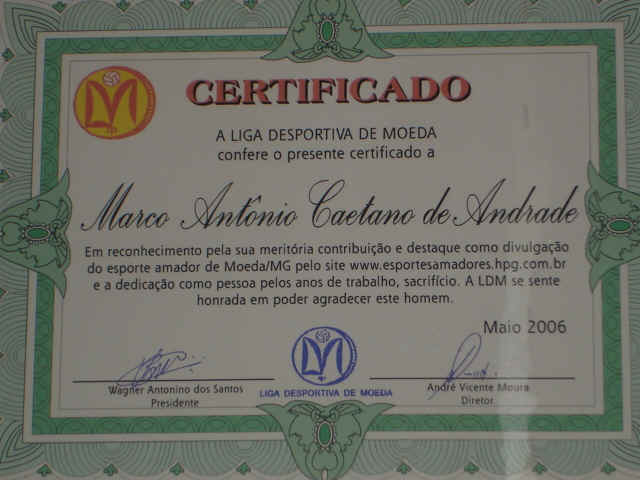 CERTIFICADO
A LIGA DESPORTIVA DE MOEDA
confere o presente certificado a
Marco Antônio Caetano de Andrade
Em reconhecimento pela sua meritória contribuição e destaque como divulgação
do esporte amador de Moeda/MG pelo site www.esportesamadores.hpg.com.br
e a dedicação como pessoa pelos anos de trabalho, sacrifício. A LDM se sente
honrada em poder agradecer este homem.
Maio 2006
Wagner Antonino dos Santos
Presidente
LIGA DESPORTIVA DE MOEDA
André Vicente Moura
Diretor